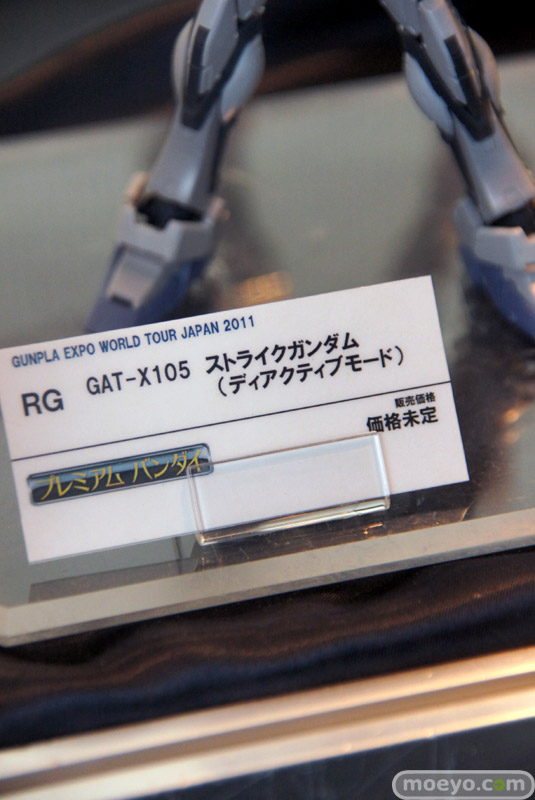 GUNPLA EXPO WORLD TOUR JAPAN 2011
RG GAT-X105 ストライクガンダム
(ディアクティブモード)
販売価格
価格未定
プレミアム バンダイ
moeyo.com